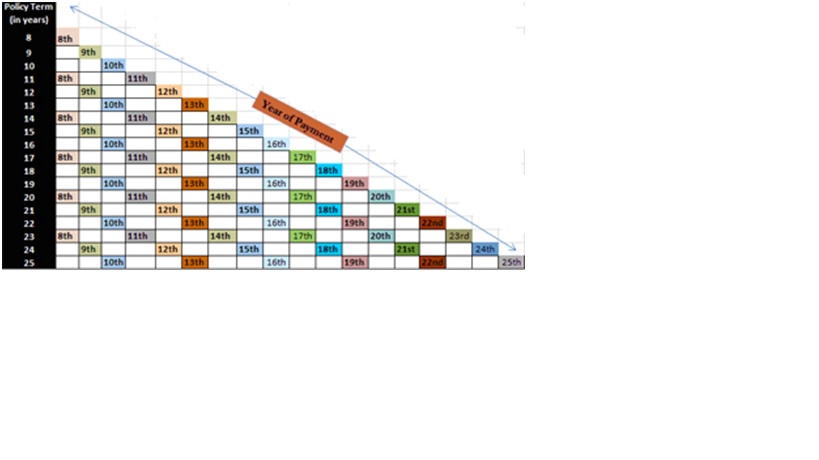 Policy Term
(in years)
8 8th
9 9th
10 10th
11 8th 11th
12 9th 12th
13 10th 13th
Year of Payment
14 8th 11th 14th
15 9th 12th 15th
16 10th 13th 16th
17 8th 11th 14th 17th
18 9th 12th 15th 18th
19 10th 13th 16th 19th
20 8th 11th 14th 17th 20th
21 9th 12th 15th 18th 21st
22 10th 13th 16th 19th 22nd
23 8th 11th 14th 17th 20th 23rd
24 9th 12th 15th 18th 21st 24th
25 10th 13th 16th 19th 22nd 25th